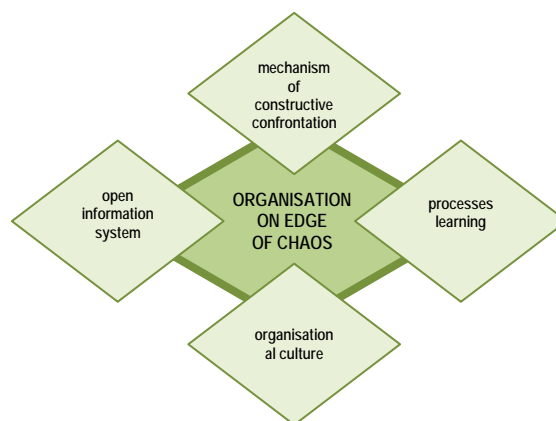 mechanism
of
constructive
confrontation
open
information
system
ORGANISATION
ON EDGE
OF CHAOS
processes
learning
organisation
al culture